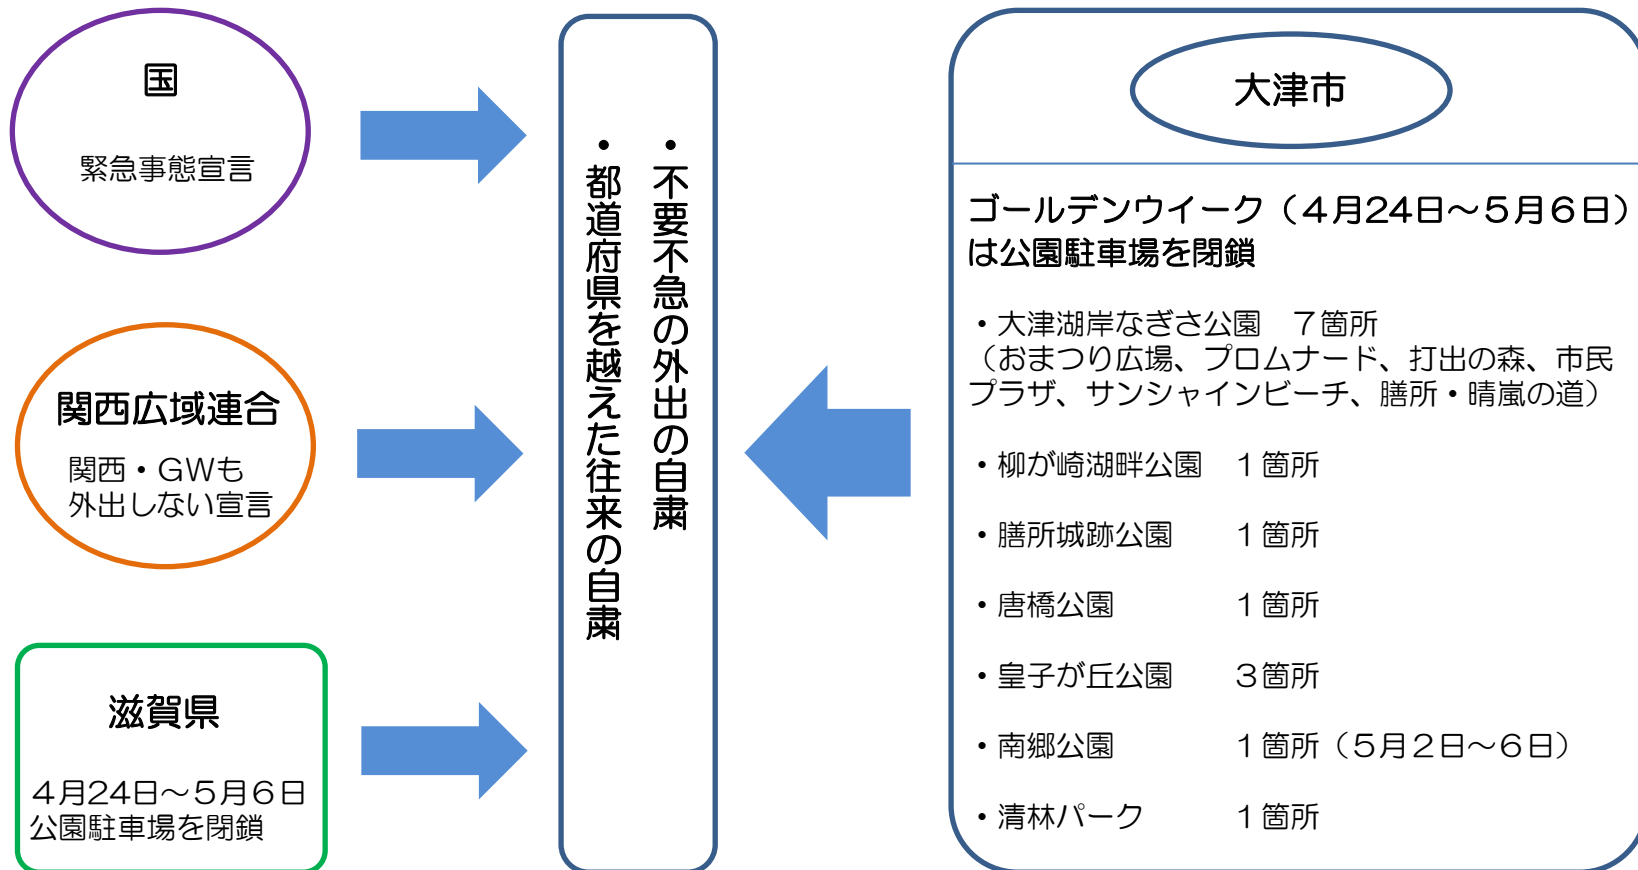 国
緊急事態宣言
関西広域連合
関西・GWも
外出しない宣言
滋賀県
4月24日～5月6日
公園駐車場を閉鎖
・不要不急の外出の自粛
・都道府県を越えた往来の自粛
大津市
ゴールデンウイーク（4月24日～5月6日）
は公園駐車場を閉鎖
・大津湖岸なぎさ公園　７箇所
（おまつり広場、プロムナード、打出の森、市民
プラザ、サンシャインビーチ、膳所・晴嵐の道）
・柳が崎湖畔公園　１箇所
・膳所城跡公園　　１箇所
・唐橋公園　　　　１箇所
・皇子が丘公園　　３箇所
・南郷公園　　　　１箇所（５月２日～６日）
・清林パーク　　　１箇所